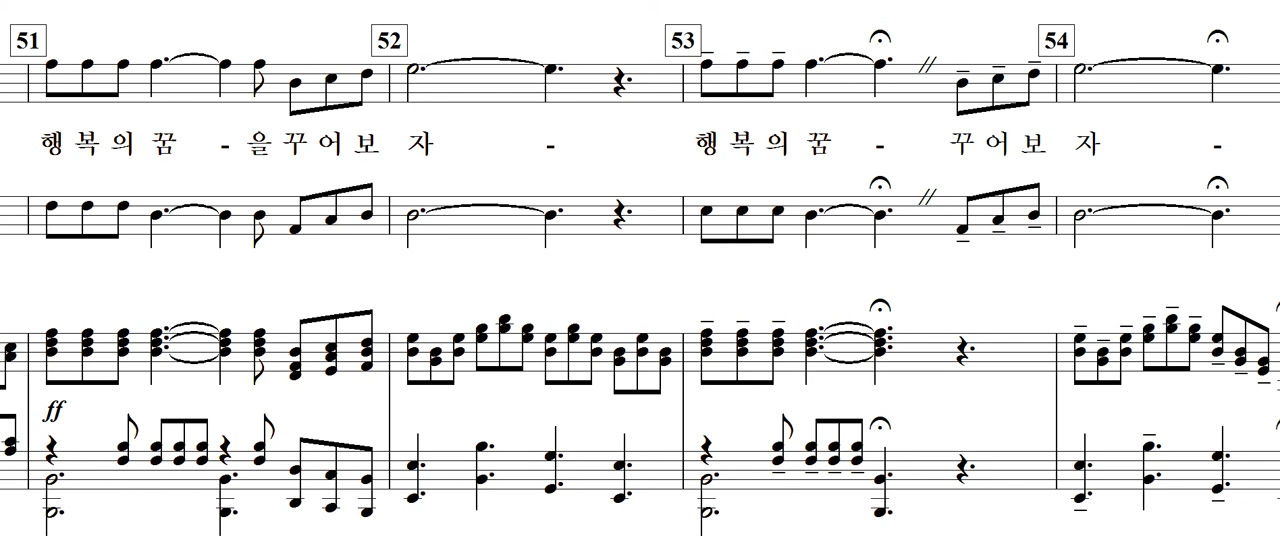 51 52 53 54
행 복 의 꿈 - 을 꾸 어 보 자 - 행 복 의 꿈 - 꾸 어 보 자 -
ff